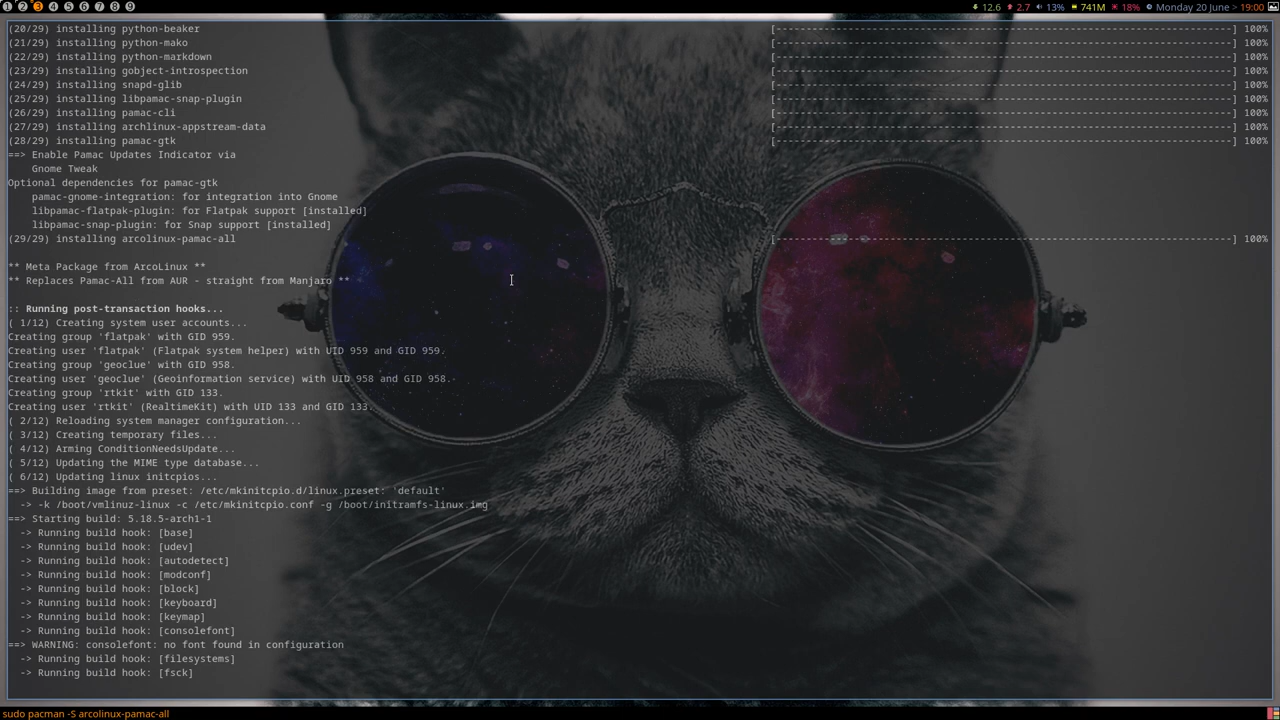 1 2 3 4 5 6 7 8 9 12.6 2.7 13% 741M 18% Monday 20 June > 19:00
(20/29) installing python-beaker [----------------------------------------------------------------------------] 100%
(21/29) installing python-mako [----------------------------------------------------------------------------] 100%
(22/29) installing python-markdown [----------------------------------------------------------------------------] 100%
(23/29) installing gobject-introspection [----------------------------------------------------------------------------] 100%
(24/29) installing snapd-glib [----------------------------------------------------------------------------] 100%
(25/29) installing libpamac-snap-plugin [----------------------------------------------------------------------------] 100%
(26/29) installing pamac-cli [----------------------------------------------------------------------------] 100%
(27/29) installing archlinux-appstream-data [----------------------------------------------------------------------------] 100%
(28/29) installing pamac-gtk [----------------------------------------------------------------------------] 100%
==> Enable Pamac Updates Indicator via
Gnome Tweak
Optional dependencies for pamac-gtk
pamac-gnome-integration: for integration into Gnome
libpamac-flatpak-plugin: for Flatpak support [installed]
libpamac-snap-plugin: for Snap support [installed]
(29/29) installing arcolinux-pamac-all [----------------------------------------------------------------------------] 100%
** Meta Package from ArcoLinux **
** Replaces Pamac-All from AUR - straight from Manjaro **
:: Running post-transaction hooks...
( 1/12) Creating system user accounts...
Creating group 'flatpak' with GID 959.
Creating user 'flatpak' (Flatpak system helper) with UID 959 and GID 959.
Creating group 'geoclue' with GID 958.
Creating user 'geoclue' (Geoinformation service) with UID 958 and GID 958.
Creating group 'rtkit' with GID 133.
Creating user 'rtkit' (RealtimeKit) with UID 133 and GID 133.
( 2/12) Reloading system manager configuration...
( 3/12) Creating temporary files...
( 4/12) Arming ConditionNeedsUpdate...
( 5/12) Updating the MIME type database...
( 6/12) Updating linux initcpios...
==> Building image from preset: /etc/mkinitcpio.d/linux.preset: 'default'
-> -k /boot/vmlinuz-linux -c /etc/mkinitcpio.conf -g /boot/initramfs-linux.img
==> Starting build: 5.18.5-arch1-1
-> Running build hook: [base]
-> Running build hook: [udev]
-> Running build hook: [autodetect]
-> Running build hook: [modconf]
-> Running build hook: [block]
-> Running build hook: [keyboard]
-> Running build hook: [keymap]
-> Running build hook: [consolefont]
==> WARNING: consolefont: no font found in configuration
-> Running build hook: [filesystems]
-> Running build hook: [fsck]
sudo pacman -S arcolinux-pamac-all